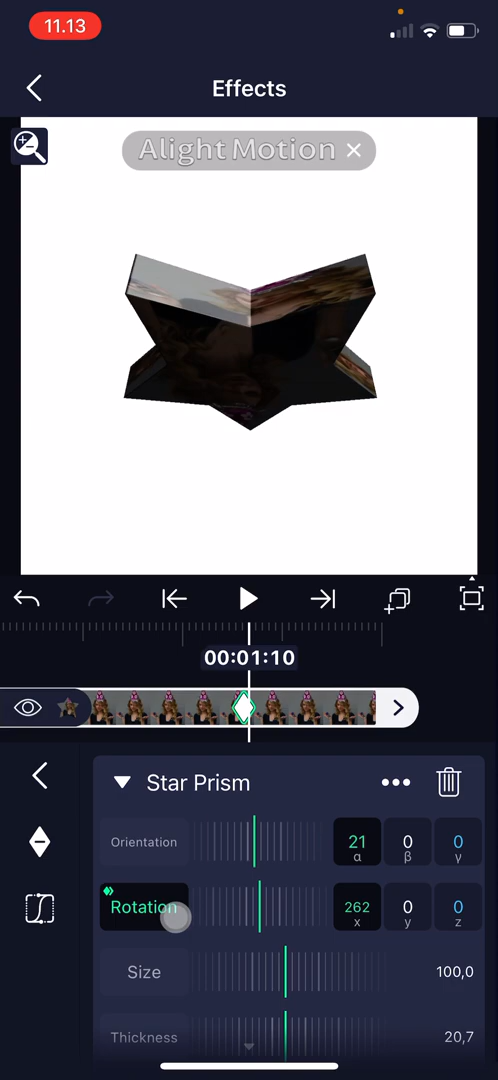 11.13
Effects
Alight Motion ×
00:01:10
Star Prism
Orientation 21 0 0
α β γ
Rotation 262 0 0
x y z
Size 100,0
Thickness 20,7